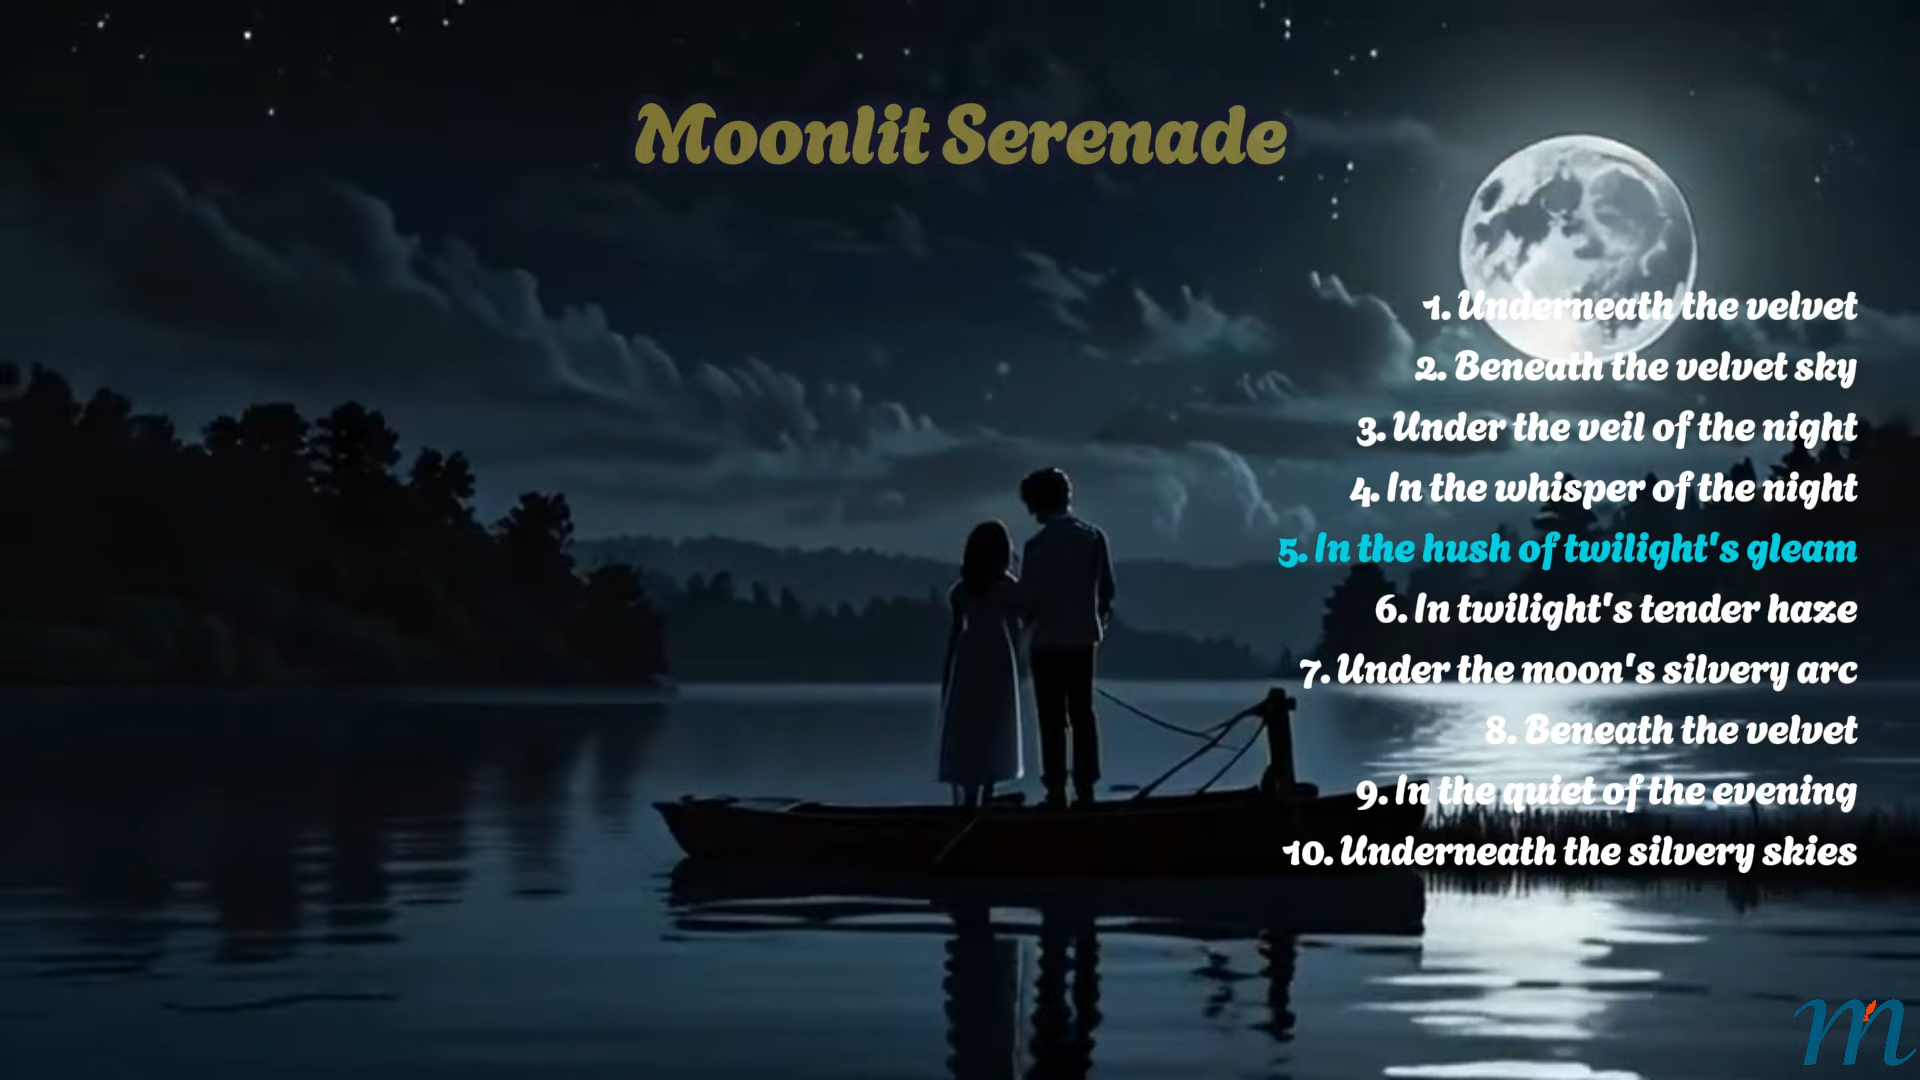 Moonlit Serenade
1. Underneath the velvet
2. Beneath the velvet sky
3. Under the veil of the night
4. In the whisper of the night
5. In the hush of twilight's gleam
6. In twilight's tender haze
7. Under the moon's silvery arc
8. Beneath the velvet
9. In the quiet of the evening
10. Underneath the silvery skies
m